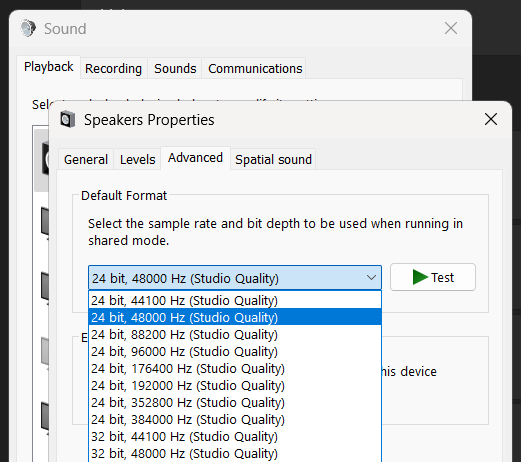 Sound
Playback
Recording
Sounds
Communications
Speakers Properties
General
Levels
Advanced
Spatial sound
Default Format
Select the sample rate and bit depth to be used when running in
shared mode.
24 bit, 48000 Hz (Studio Quality)
Test
24 bit, 44100 Hz (Studio Quality)
24 bit, 48000 Hz (Studio Quality)
24 bit, 88200 Hz (Studio Quality)
24 bit, 96000 Hz (Studio Quality)
24 bit, 176400 Hz (Studio Quality)
24 bit, 192000 Hz (Studio Quality)
24 bit, 352800 Hz (Studio Quality)
24 bit, 384000 Hz (Studio Quality)
32 bit, 44100 Hz (Studio Quality)
32 bit, 48000 Hz (Studio Quality)
his device